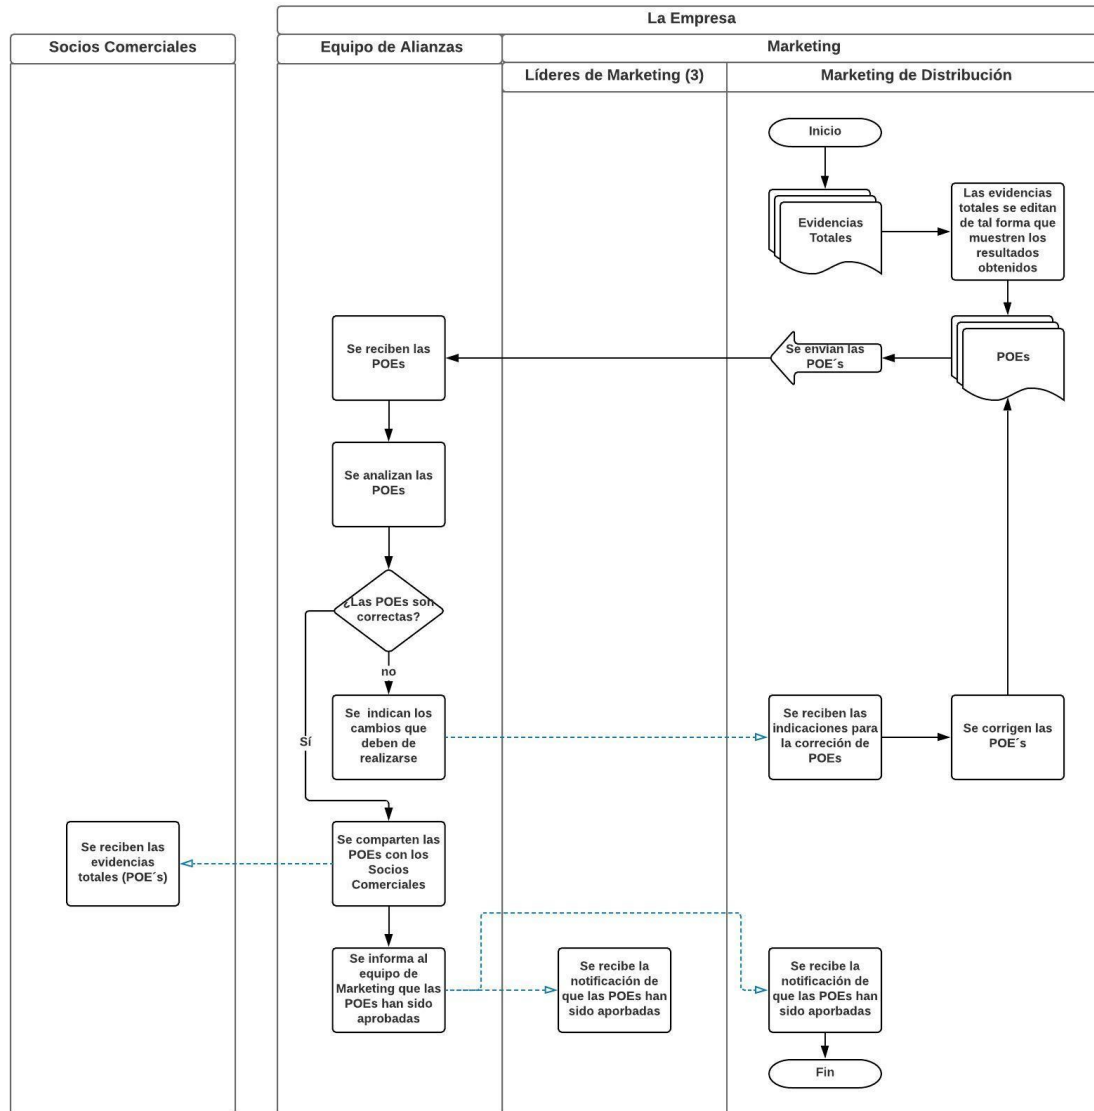 La Empresa
Socios Comerciales
Equipo de Alianzas
Marketing
Líderes de Marketing (3)
Marketing de Distribución
Inicio
Evidencias
Totales
Las evidencias
totales se editan
de tal forma que
muestren los
resultados
obtenidos
Se reciben las
POEs
Se envían las
POE´s
POEs
Se analizan las
POEs
¿Las POEs son
correctas?
no
Sí
Se indican los
cambios que
deben de
realizarse
Se reciben las
indicaciones para
la correción de
POEs
Se corrigen las
POE´s
Se reciben las
evidencias
totales (POE´s)
Se comparten las
POEs con los
Socios
Comerciales
Se informa al
equipo de
Marketing que las
POEs han sido
aprobadas
Se recibe la
notificación de
que las POEs han
sido aporbadas
Se recibe la
notificación de
que las POEs han
sido aporbadas
Fin